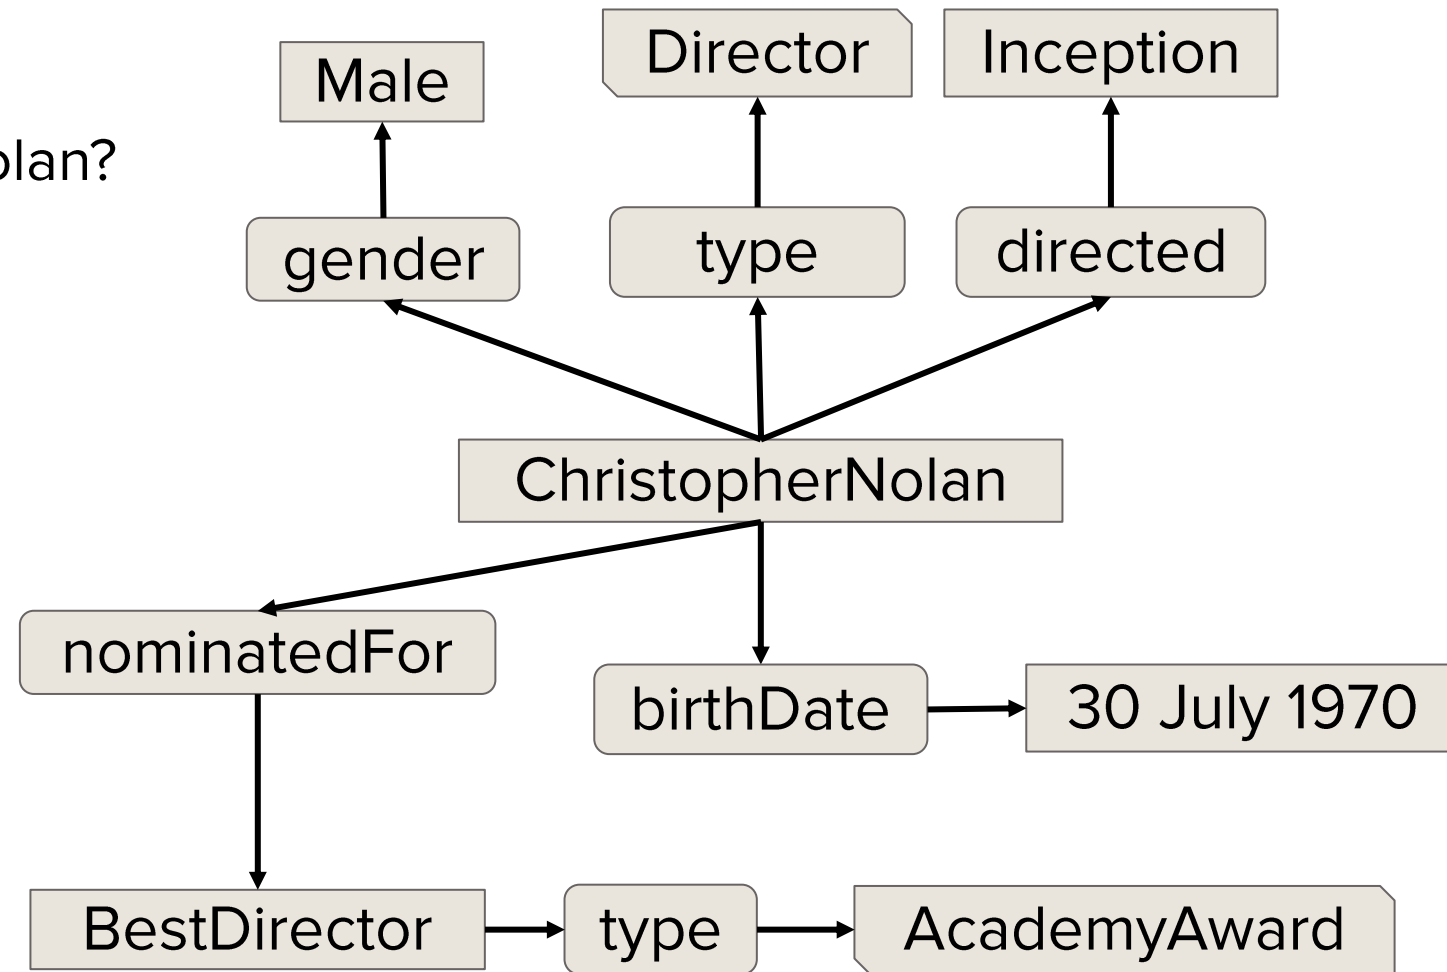 Director
Inception
Male
olan?
gender
type
directed
ChristopherNolan
nominatedFor
birthDate
30 July 1970
BestDirector
type
AcademyAward